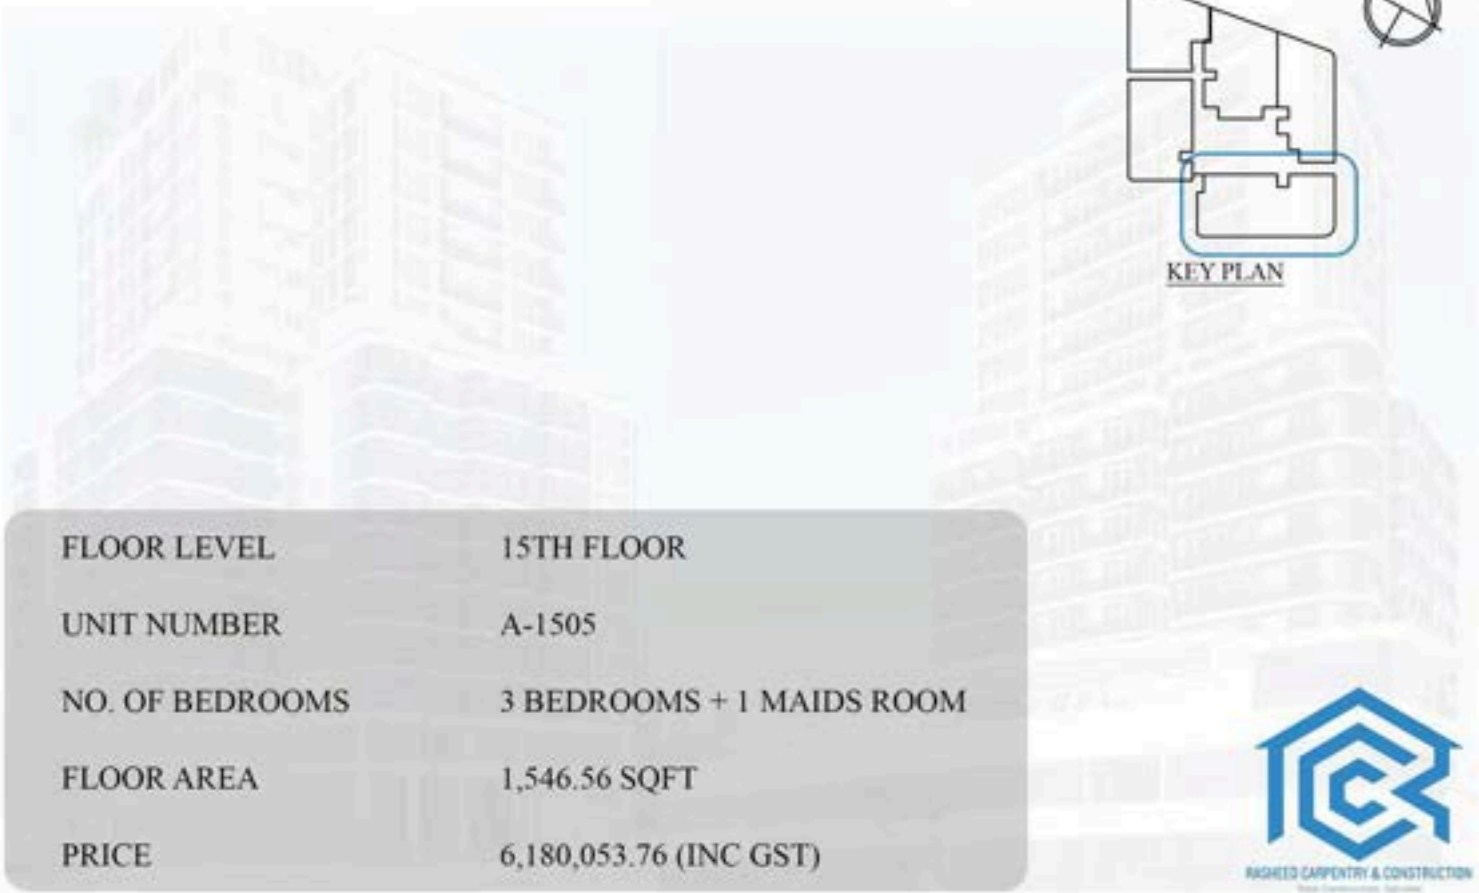 KEY PLAN
FLOOR LEVEL 15TH FLOOR
UNIT NUMBER A-1505
NO. OF BEDROOMS 3 BEDROOMS + 1 MAIDS ROOM
FLOOR AREA 1,546.56 SQFT
PRICE 6,180,053.76 (INC GST)
RASHEED CARPENTRY & CONSTRUCTION